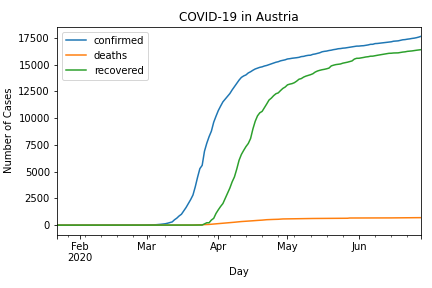 COVID-19 in Austria
confirmed
deaths
recovered
17500
15000
12500
10000
7500
5000
2500
0
Number of Cases
Feb Mar Apr May Jun
2020
Day